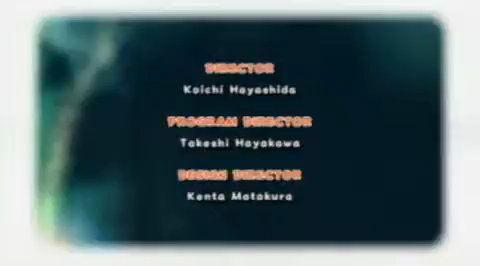 DIRECTOR
Koichi Hayashida
PROGRAM DIRECTOR
Takeshi Hayakawa
DESIGN DIRECTOR
Kenta Motokura